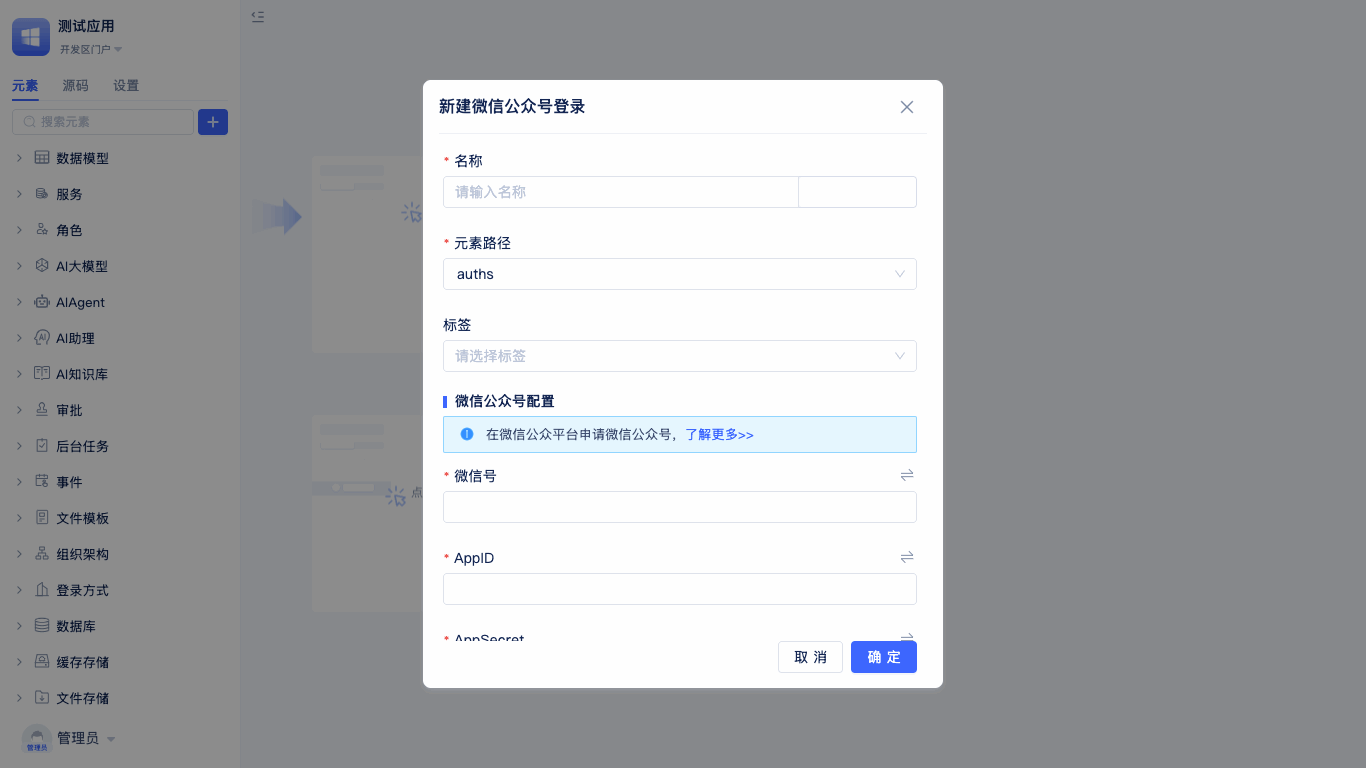 测试应用
开发区门户
元素 源码 设置
搜索元素
数据模型
服务
角色
AI大模型
AIAgent
AI助理
AI知识库
审批
后台任务
事件
文件模板
组织架构
登录方式
数据库
缓存存储
文件存储
管理员
管理员
点
新建微信公众号登录
* 名称
请输入名称
* 元素路径
auths
标签
请选择标签
微信公众号配置
在微信公众平台申请微信公众号，了解更多>>
* 微信号
* AppID
* AppSecret
取 消 确 定